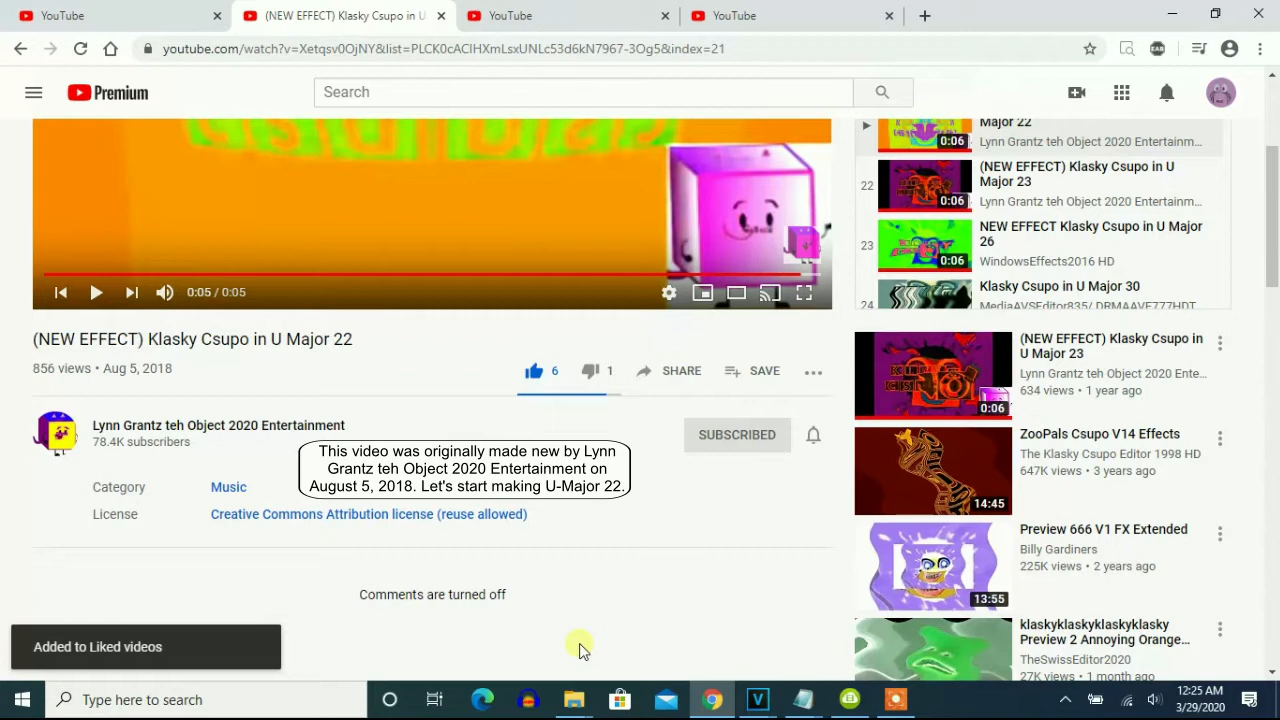 YouTube
(NEW EFFECT) Klasky Csupo in U
YouTube
YouTube
youtube.com/watch?v=Xetqsv0OjNY&list=PLCK0cACIHXmLsxUNLc53d6kN7967-3Og5&index=21
Premium
Search
0:05 / 0:05
(NEW EFFECT) Klasky Csupo in U Major 22
856 views • Aug 5, 2018
6
1
SHARE
SAVE
Lynn Grantz teh Object 2020 Entertainment
78.4K subscribers
SUBSCRIBED
This video was originally made new by Lynn
Grantz teh Object 2020 Entertainment on
August 5, 2018. Let's start making U-Major 22.
Category
Music
License
Creative Commons Attribution license (reuse allowed)
Comments are turned off
Added to Liked videos
Major 22
Lynn Grantz teh Object 2020 Entertainm...
0:06
22
(NEW EFFECT) Klasky Csupo in U
Major 23
Lynn Grantz teh Object 2020 Entertainm...
0:06
23
NEW EFFECT Klasky Csupo in U Major
26
WindowsEffects2016 HD
0:06
24
Klasky Csupo in U Major 30
MediaAVSEditor835/ DRMAAVE777HDT
(NEW EFFECT) Klasky Csupo in
U Major 23
Lynn Grantz teh Object 2020 Ente...
634 views • 1 year ago
0:06
ZooPals Csupo V14 Effects
The Klasky Csupo Editor 1998 HD
647K views • 3 years ago
14:45
Preview 666 V1 FX Extended
Billy Gardiners
225K views • 2 years ago
13:55
klaskyklaskyklaskyklasky
Preview 2 Annoying Orange...
TheSwissEditor2020
27K views • 1 month ago
Type here to search
12:25 AM
3/29/2020